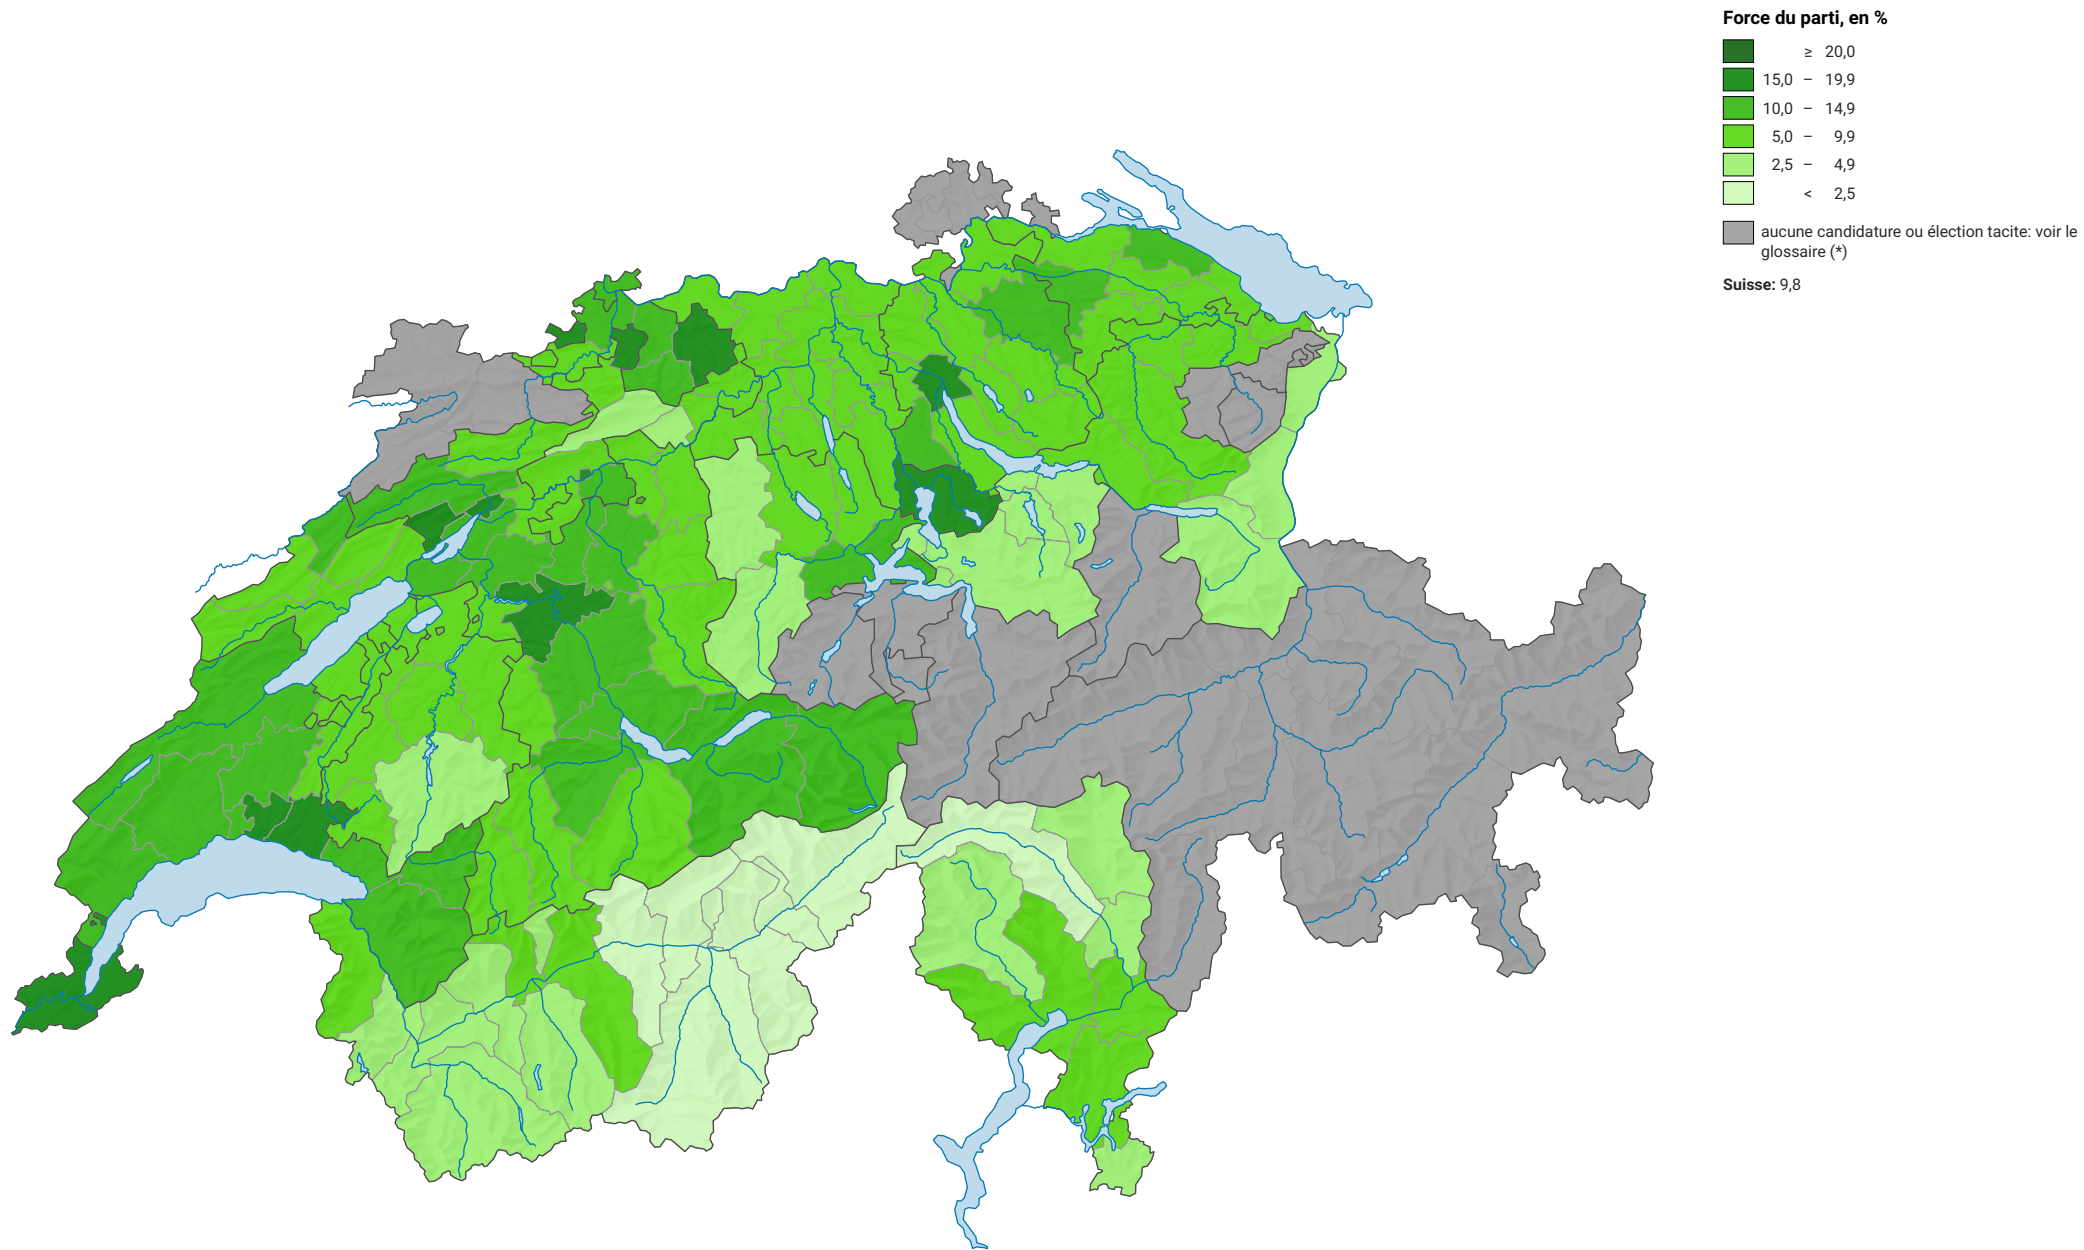 Force du parti, en %
≥ 20,0
15,0 – 19,9
10,0 – 14,9
5,0 – 9,9
2,5 – 4,9
< 2,5
aucune candidature ou élection tacite: voir le
glossaire (*)
Suisse: 9,8